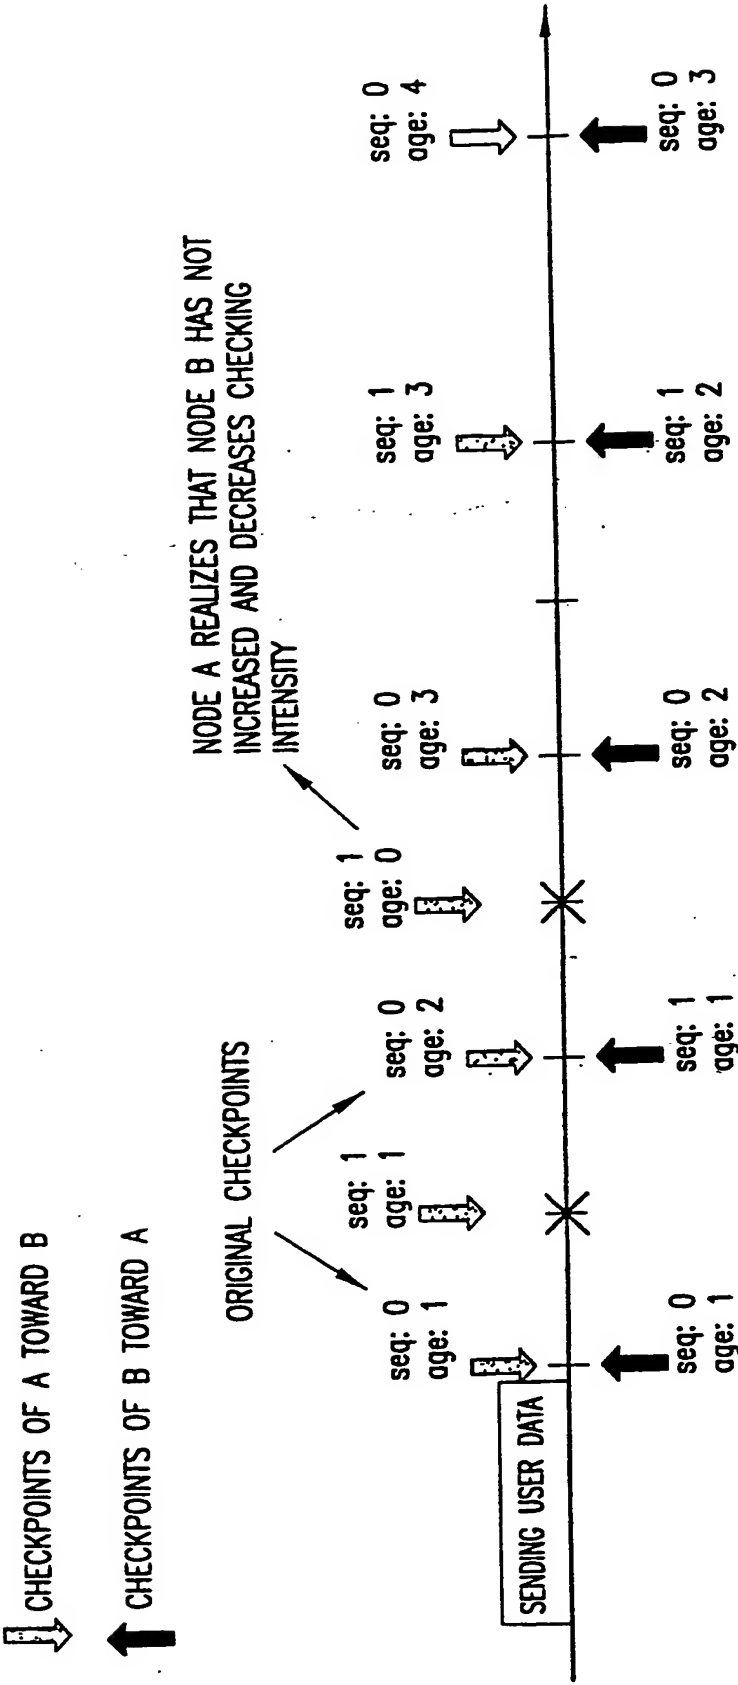 CHECKPOINTS OF A TOWARD B
CHECKPOINTS OF B TOWARD A
NODE A REALIZES THAT NODE B HAS NOT
INCREASED AND DECREASES CHECKING
INTENSITY
ORIGINAL CHECKPOINTS
seq: 0
age: 1
seq: 1
age: 1
seq: 0
age: 2
seq: 1
age: 0
seq: 0
age: 3
seq: 1
age: 3
seq: 0
age: 4
SENDING USER DATA
seq: 0
age: 1
seq: 1
age: 1
seq: 0
age: 2
seq: 1
age: 2
seq: 0
age: 3